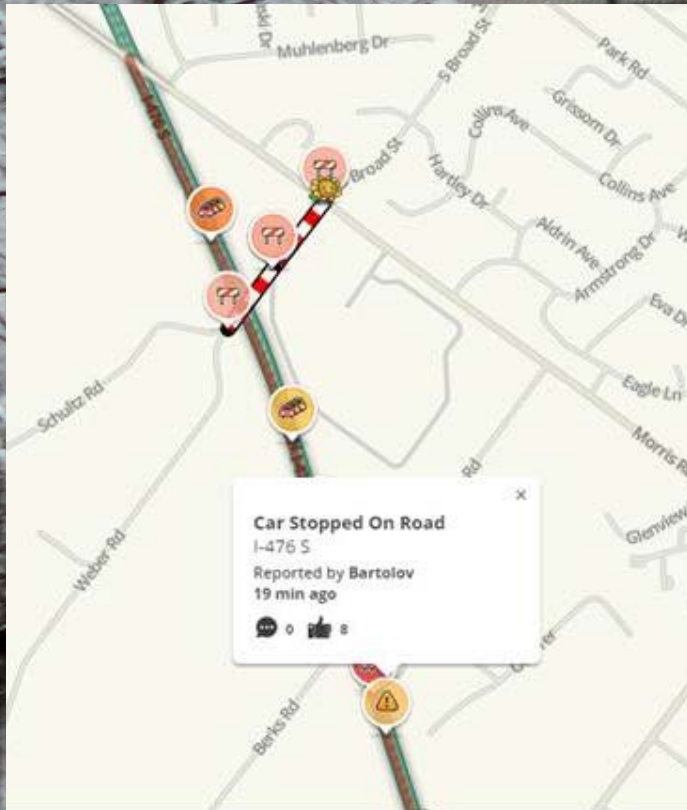 Muhlenberg Dr
S Broad St
Park Rd
Grissom Dr
Collins Ave
I-476 S
Broad St
Hartley Dr
Collins Ave
Aldrin Ave
Armstrong Dr
Eva Dr
Schultz Rd
Eagle Ln
Morris Rd
Rd
Car Stopped On Road
I-476 S
Reported by Bartolov
19 min ago
0 8
Weber Rd
Berks Rd